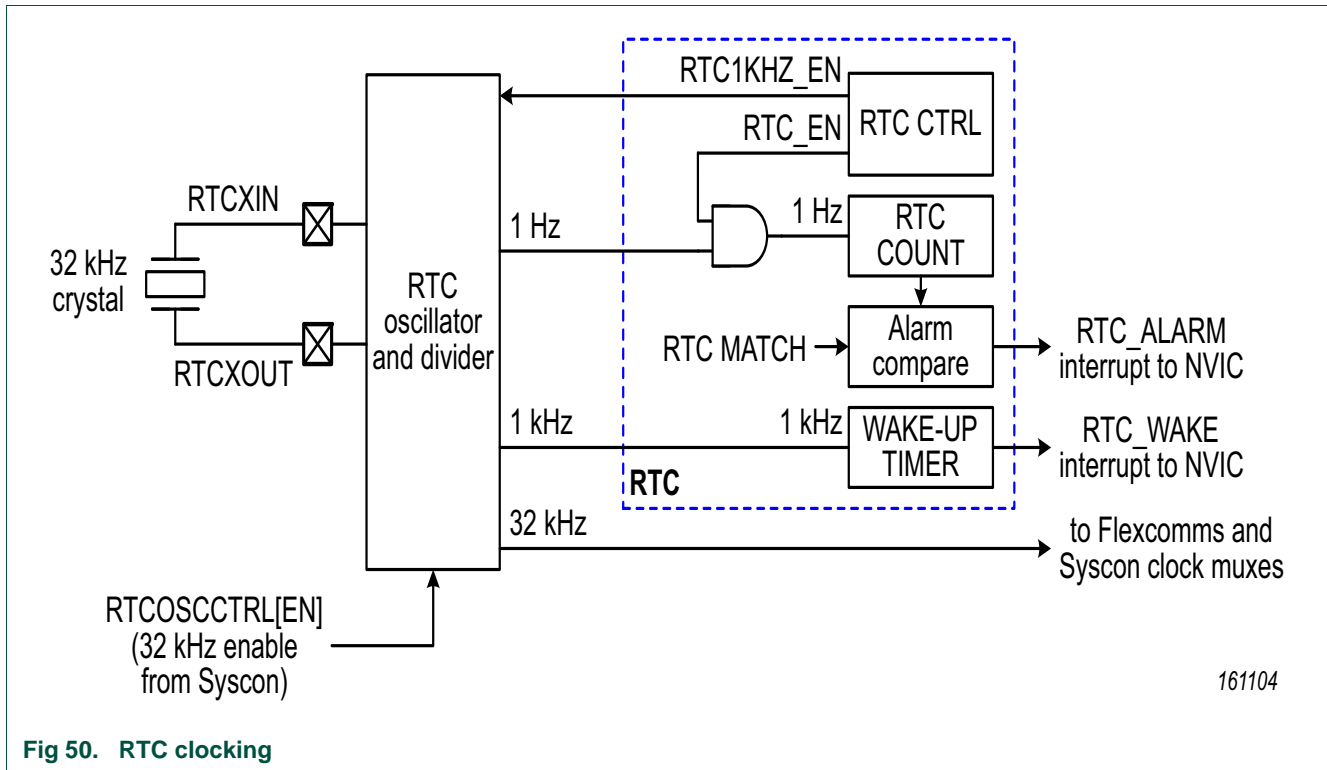 RTC1KHZ_EN
RTC_EN
RTC CTRL
RTCXIN
1 Hz
1 Hz
RTC
COUNT
32 kHz
crystal
RTC
oscillator
and divider
RTC MATCH
Alarm
compare
RTC_ALARM
interrupt to NVIC
RTCXOUT
1 kHz
1 kHz
WAKE-UP
TIMER
RTC_WAKE
interrupt to NVIC
RTC
32 kHz
to Flexcomms and
Syscon clock muxes
RTCOSCCTRL[EN]
(32 kHz enable
from Syscon)
161104
Fig 50. RTC clocking